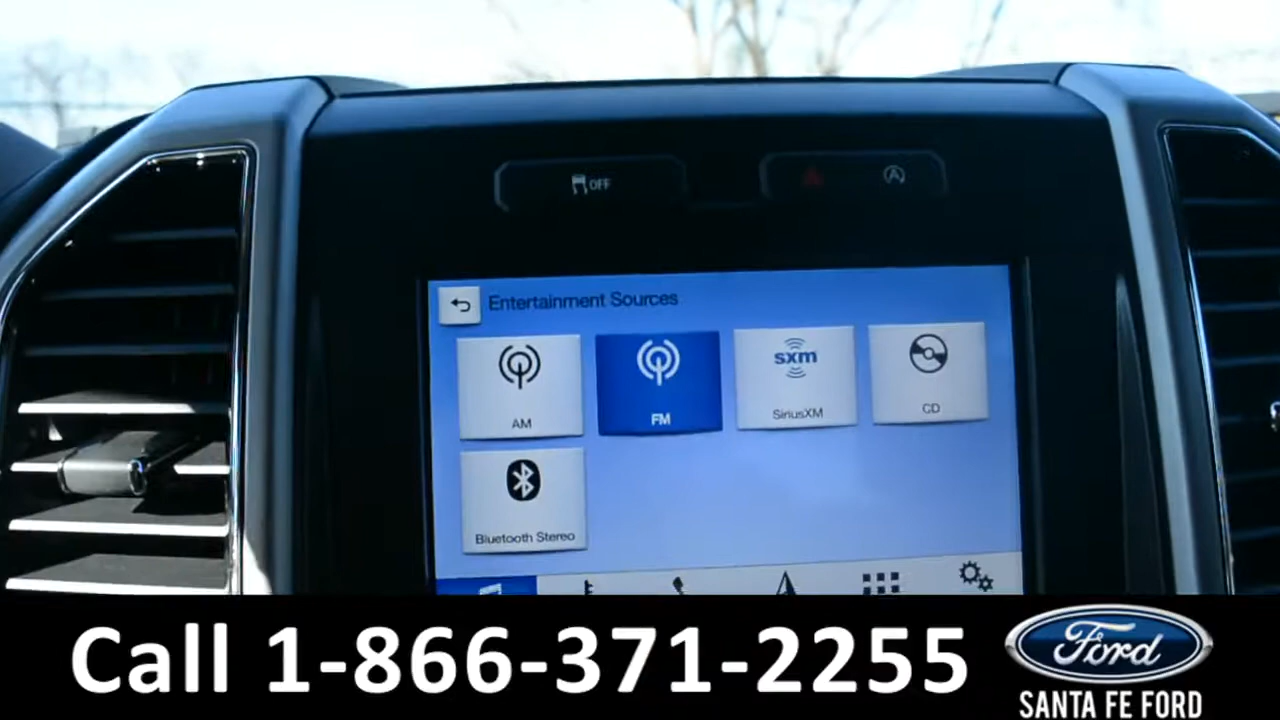 OFF
Entertainment Sources
AM
FM
sxm
SiriusXM
CD
Bluetooth Stereo
Call 1-866-371-2255
Ford
SANTA FE FORD